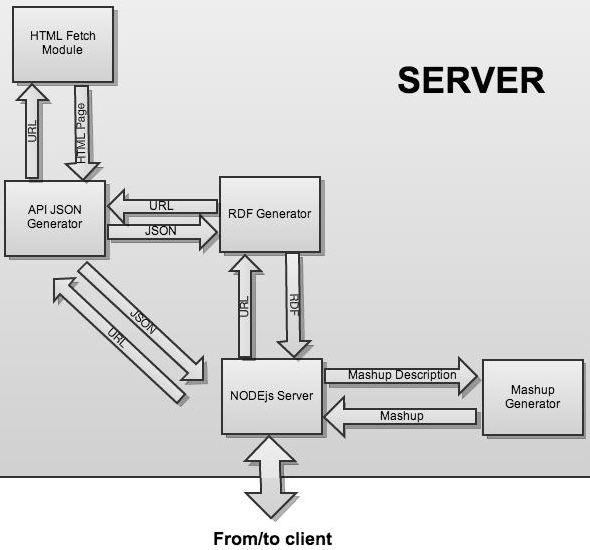 HTML Fetch
Module
SERVER
URL
HTML Page
API JSON
Generator
URL
JSON
RDF Generator
JSON
URL
URL
RDF
NODEjs Server
Mashup Description
Mashup
Mashup
Generator
From/to client